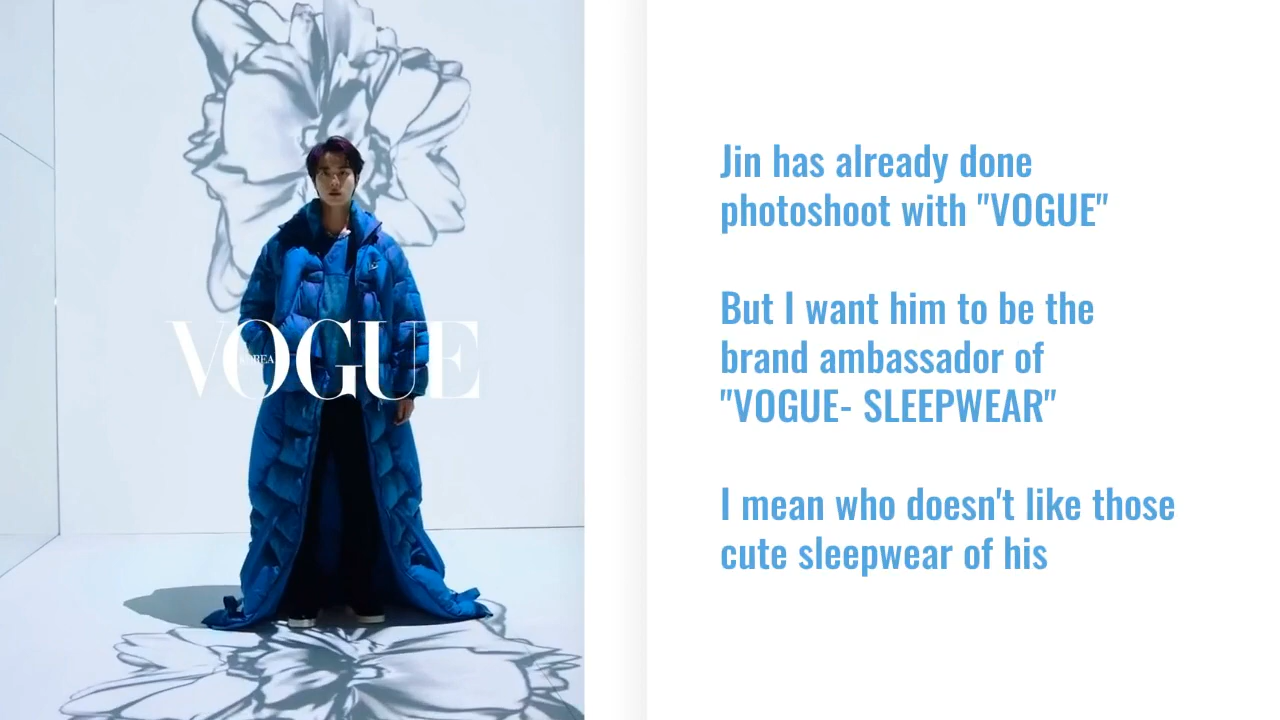 VOGUE
KOREA
Jin has already done
photoshoot with "VOGUE"
But I want him to be the
brand ambassador of
"VOGUE- SLEEPWEAR"
I mean who doesn't like those
cute sleepwear of his